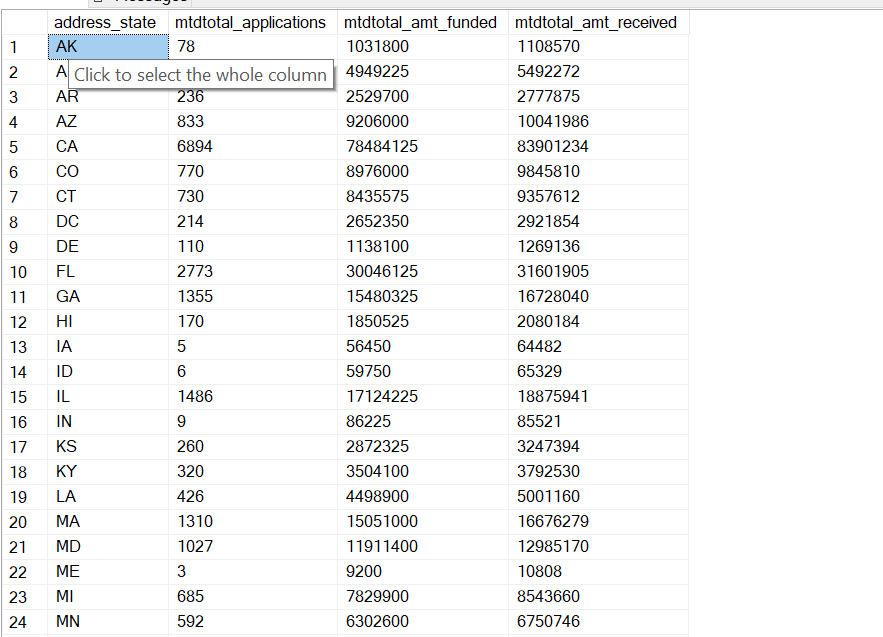 address_state mtdtotal_applications mtdtotal_amt_funded mtdtotal_amt_received
1 AK 78 1031800 1108570
2 A Click to select the whole column 4949225 5492272
3 AR 236 2529700 2777875
4 AZ 833 9206000 10041986
5 CA 6894 78484125 83901234
6 CO 770 8976000 9845810
7 CT 730 8435575 9357612
8 DC 214 2652350 2921854
9 DE 110 1138100 1269136
10 FL 2773 30046125 31601905
11 GA 1355 15480325 16728040
12 HI 170 1850525 2080184
13 IA 5 56450 64482
14 ID 6 59750 65329
15 IL 1486 17124225 18875941
16 IN 9 86225 85521
17 KS 260 2872325 3247394
18 KY 320 3504100 3792530
19 LA 426 4498900 5001160
20 MA 1310 15051000 16676279
21 MD 1027 11911400 12985170
22 ME 3 9200 10808
23 MI 685 7829900 8543660
24 MN 592 6302600 6750746